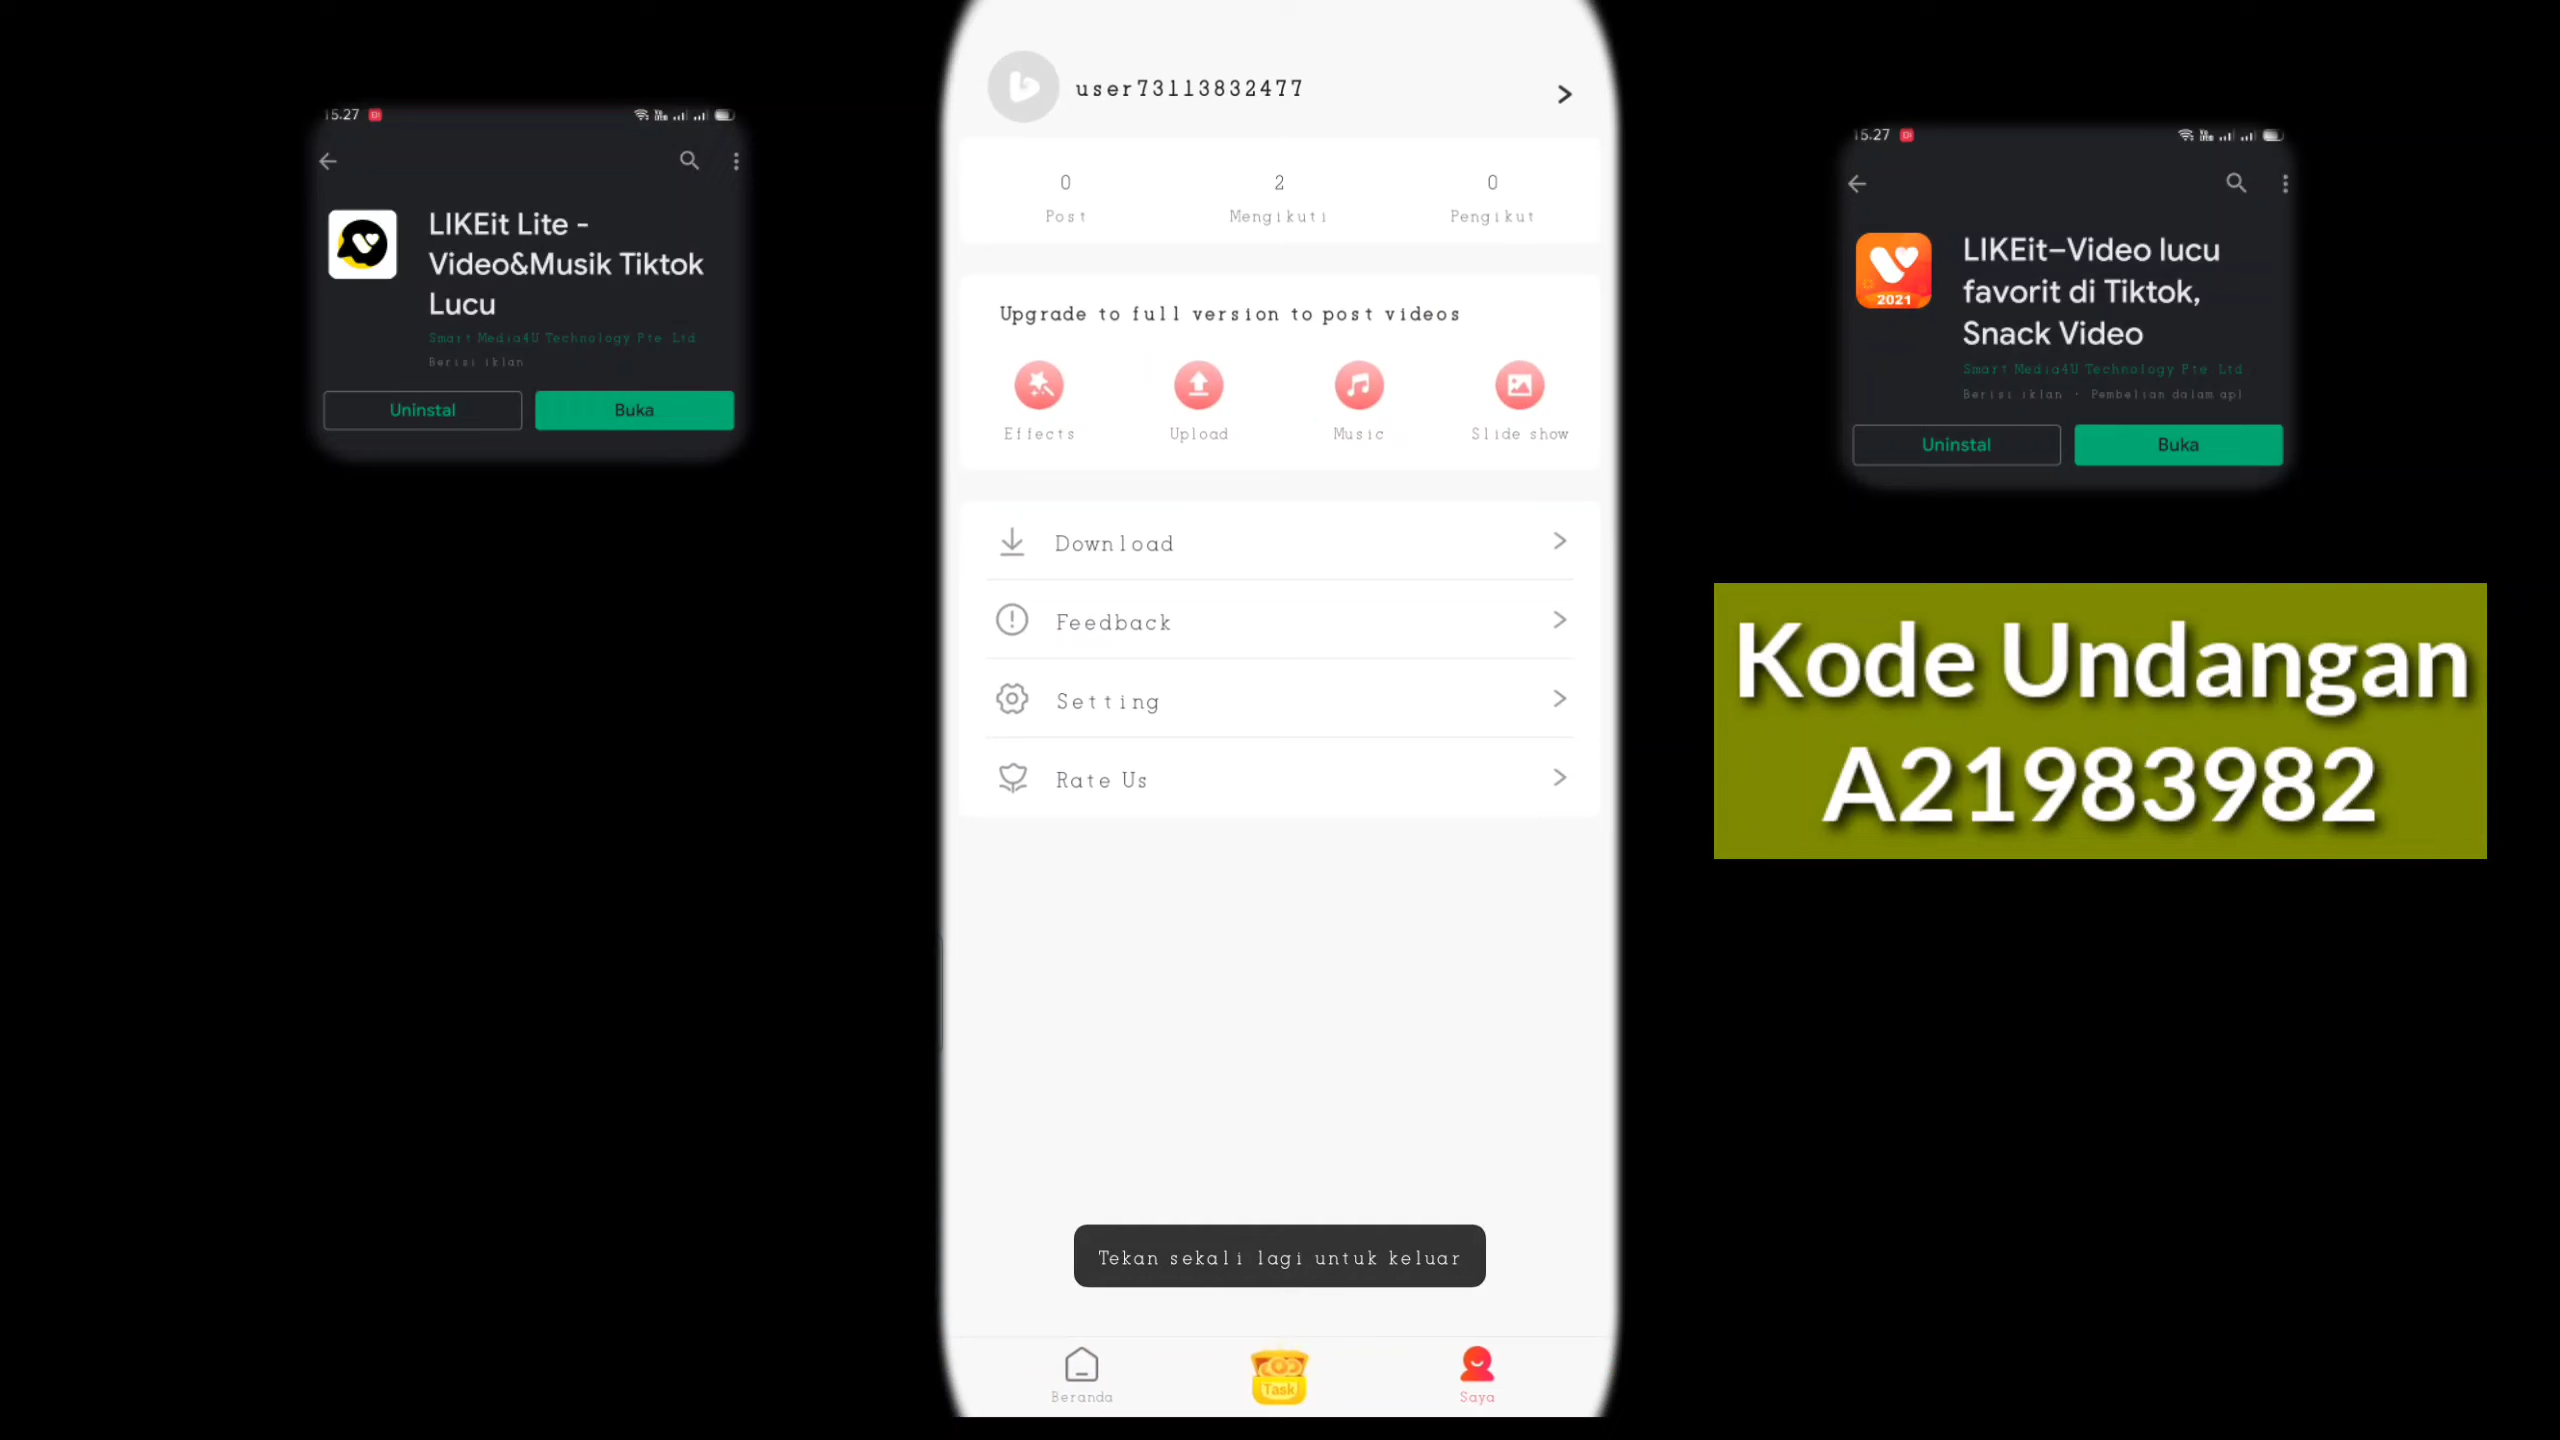 15.27
LIKEit Lite -
Video&Musik Tiktok
Lucu
Smart Media4U Technology Pte Ltd
Berisi iklan
Uninstal
Buka
user73113832477
0
2
0
Post
Mengikuti
Pengikut
Upgrade to full version to post videos
Effects
Upload
Music
Slide show
Download
Feedback
Setting
Rate Us
Tekan sekali lagi untuk keluar
Task
Beranda
Saya
15.27
2021
LIKEit–Video lucu
favorit di Tiktok,
Snack Video
Smart Media4U Technology Pte Ltd
Berisi iklan · Pembelian dalam apl
Uninstal
Buka
Kode Undangan
A21983982